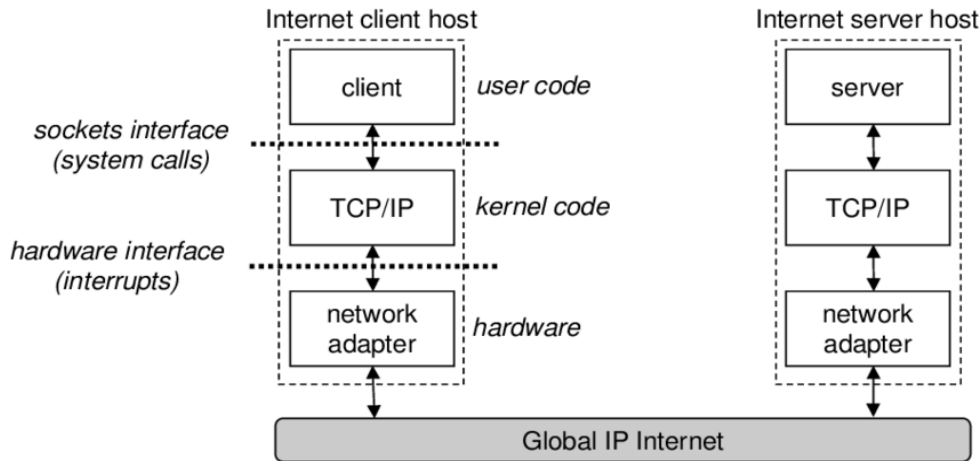 Internet client host
Internet server host
client
user code
server
sockets interface
(system calls)
TCP/IP
kernel code
TCP/IP
hardware interface
(interrupts)
network
adapter
hardware
network
adapter
Global IP Internet